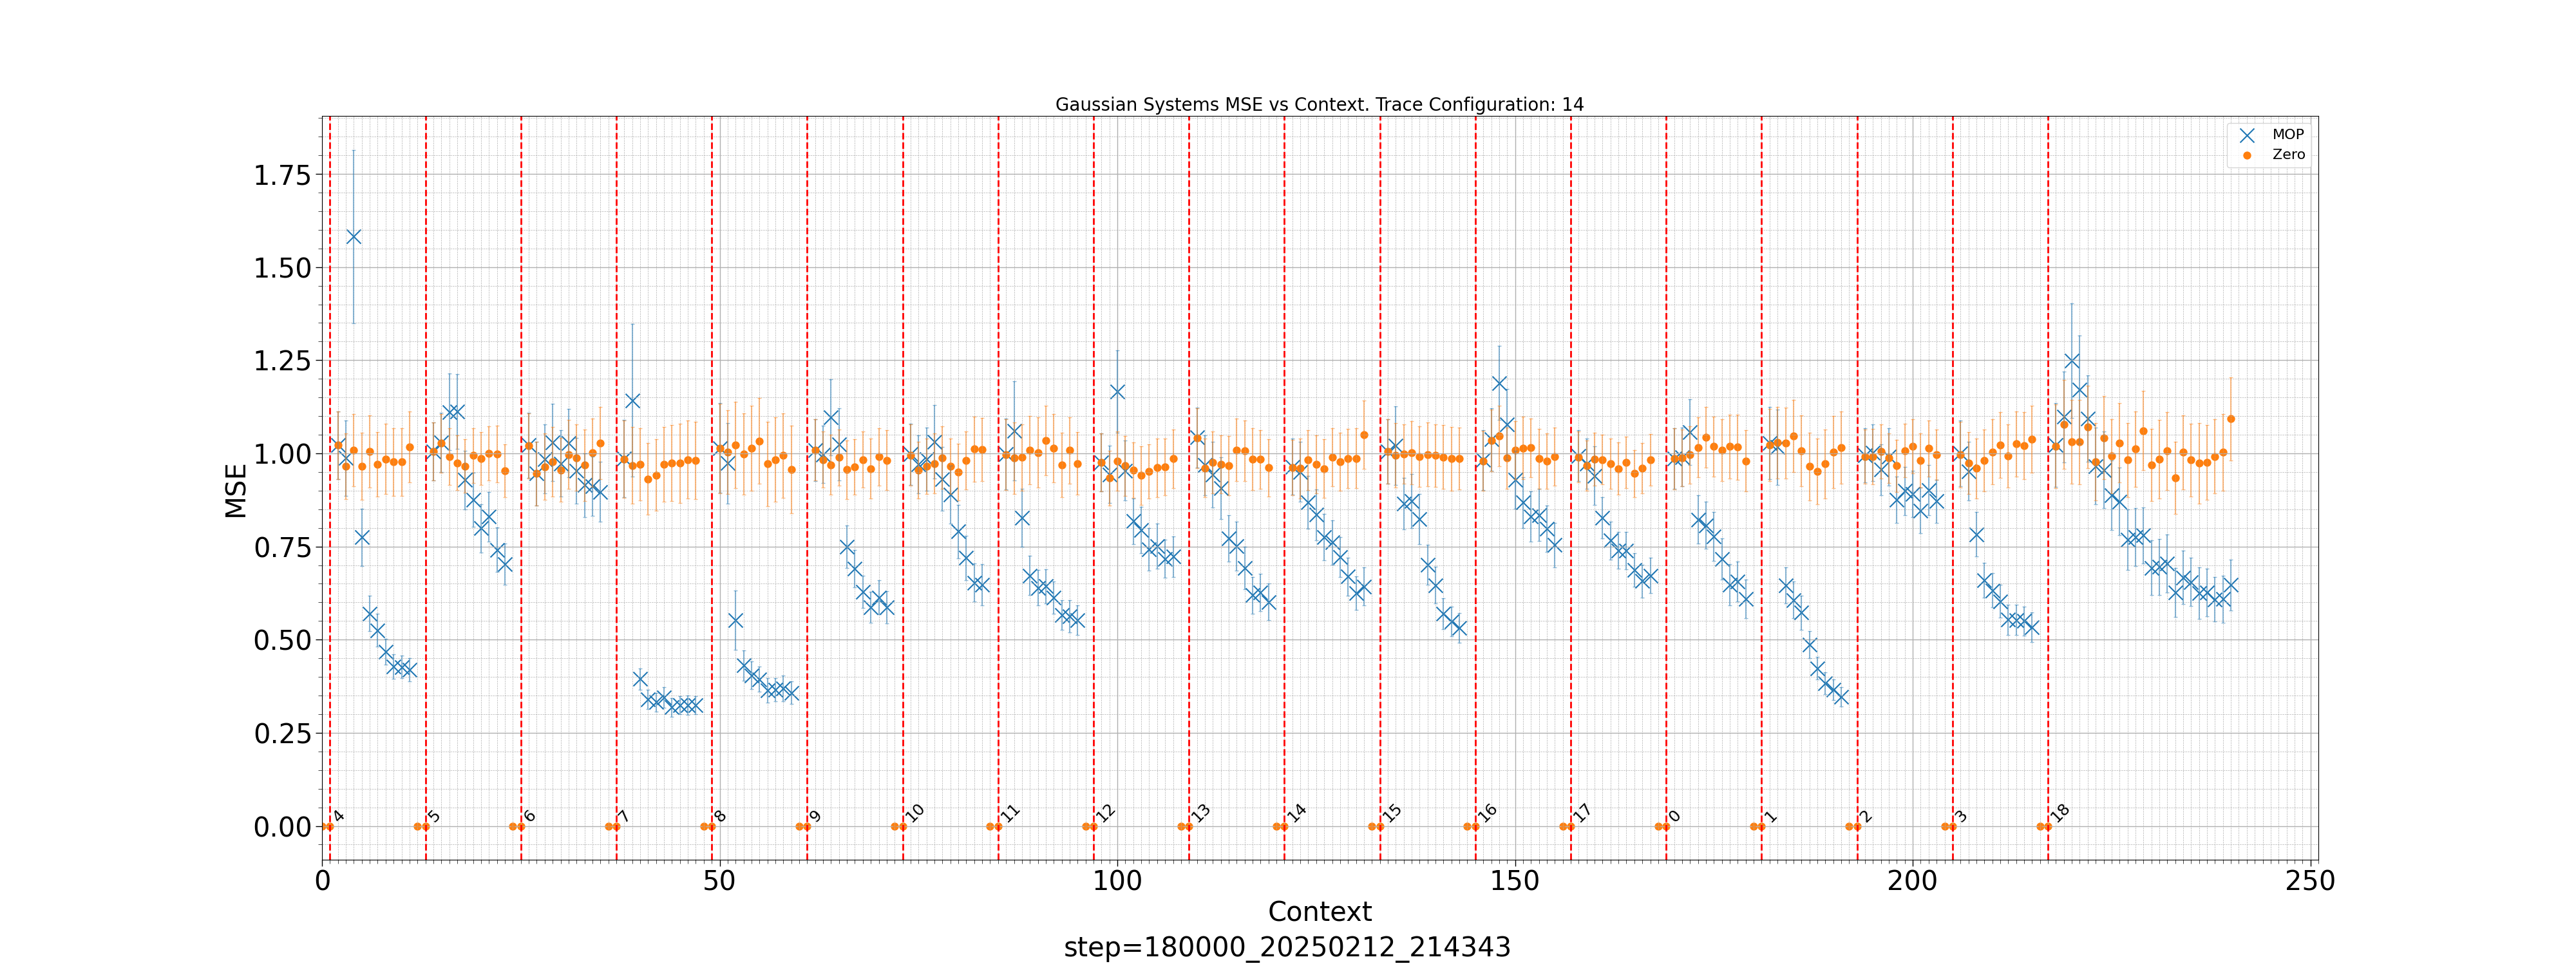 Gaussian Systems MSE vs Context. Trace Configuration: 14
MOP
Zero
1.75
1.50
1.25
1.00
0.75
0.50
0.25
0.00
MSE
4 5 6 7 8 9 10 11 12 13 14 15 16 17 0 1 2 3 18
0 50 100 150 200 250
Context
step=180000_20250212_214343